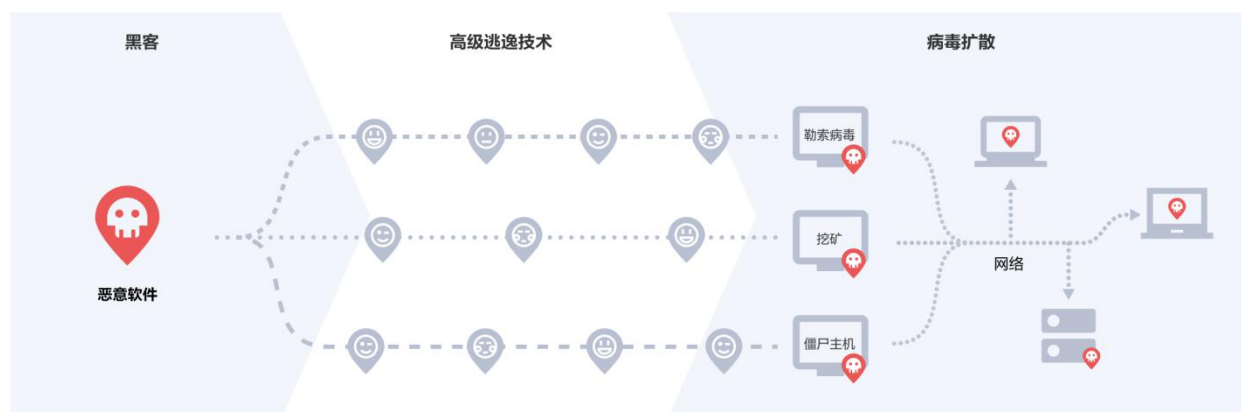 黑客
高级逃逸技术
病毒扩散
勒索病毒
挖矿
网络
恶意软件
僵尸主机